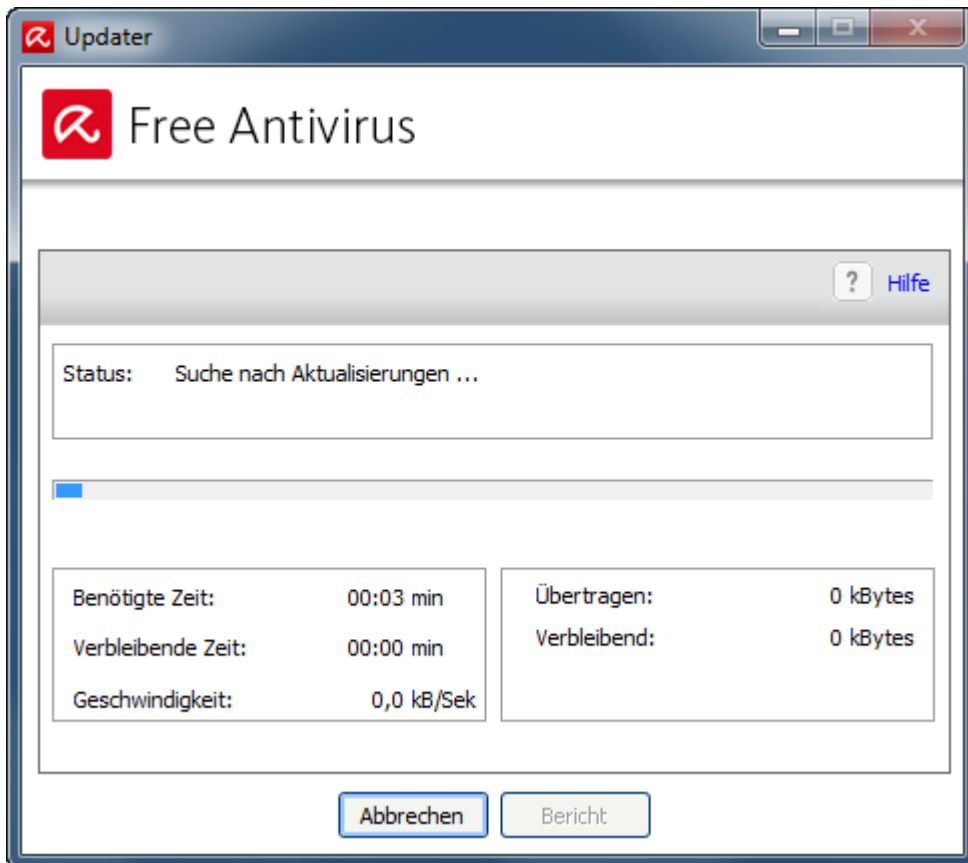 Updater
Free Antivirus
? Hilfe
Status: Suche nach Aktualisierungen ...
Benötigte Zeit: 00:03 min
Verbleibende Zeit: 00:00 min
Geschwindigkeit: 0,0 kB/Sek
Übertragen: 0 kBytes
Verbleibend: 0 kBytes
Abbrechen
Bericht